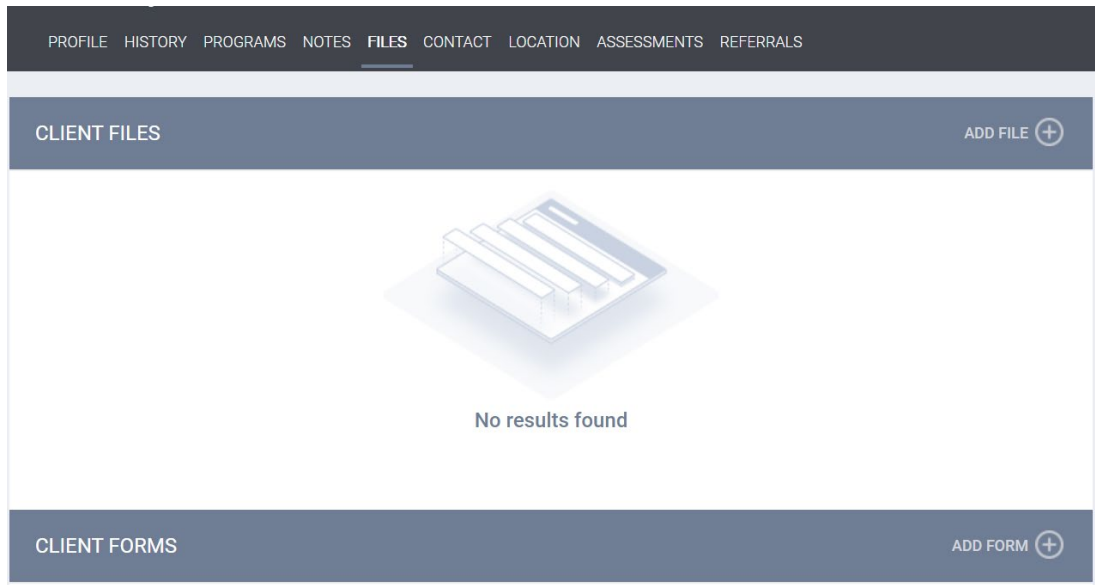 PROFILE HISTORY PROGRAMS NOTES FILES CONTACT LOCATION ASSESSMENTS REFERRALS
CLIENT FILES ADD FILE
No results found
CLIENT FORMS ADD FORM